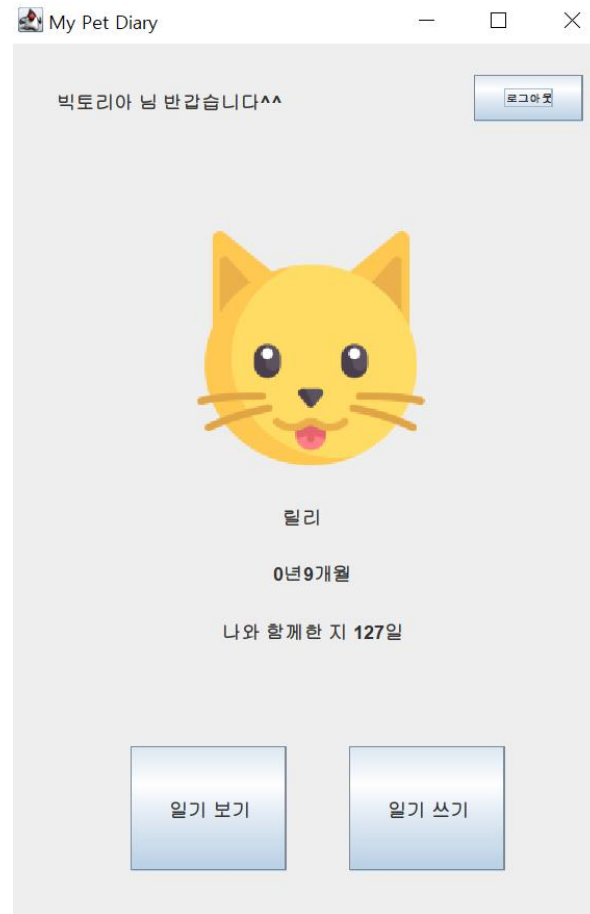 My Pet Diary
빅토리아 님 반갑습니다^^
로그아웃
릴리
0년9개월
나와 함께한 지 127일
일기 보기
일기 쓰기